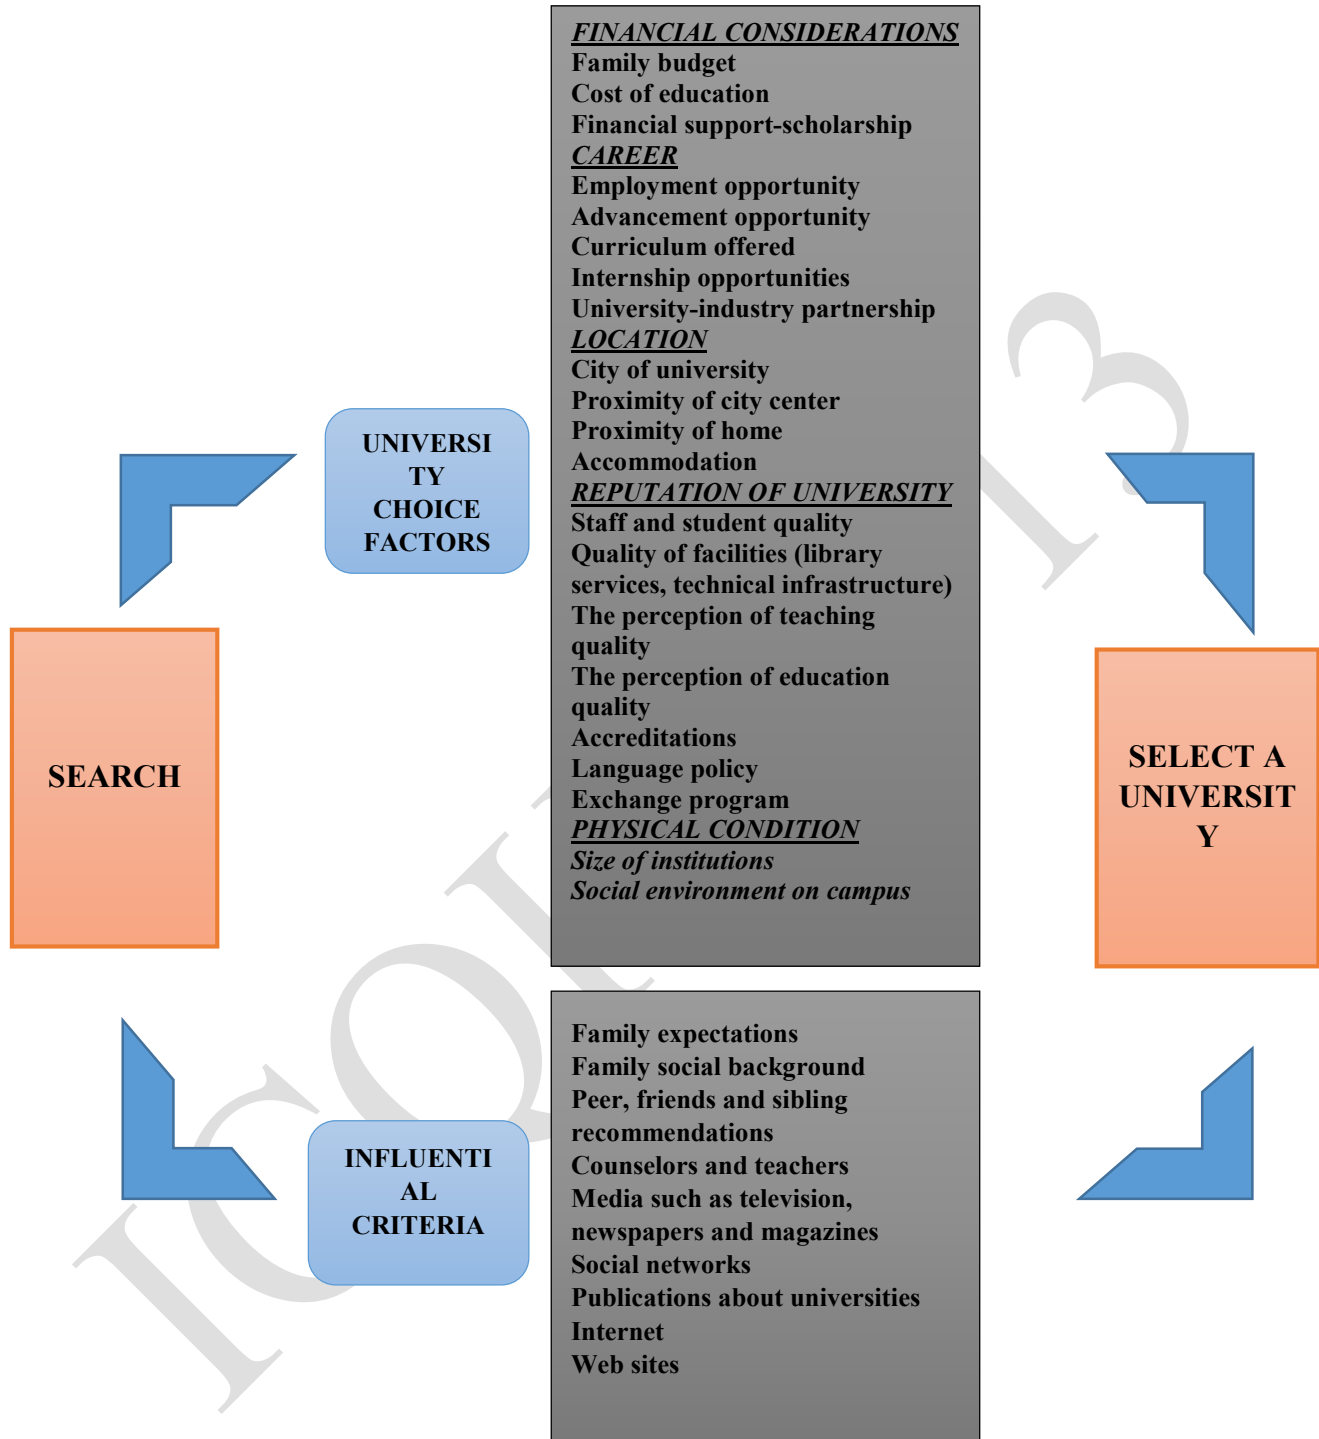 FINANCIAL CONSIDERATIONS
Family budget
Cost of education
Financial support-scholarship
CAREER
Employment opportunity
Advancement opportunity
Curriculum offered
Internship opportunities
University-industry partnership
LOCATION
City of university
Proximity of city center
Proximity of home
Accommodation
REPUTATION OF UNIVERSITY
Staff and student quality
Quality of facilities (library
services, technical infrastructure)
The perception of teaching
quality
The perception of education
quality
Accreditations
Language policy
Exchange program
PHYSICAL CONDITION
Size of institutions
Social environment on campus
UNIVERSI
TY
CHOICE
FACTORS
SEARCH
SELECT A
UNIVERSIT
Y
INFLUENTI
AL
CRITERIA
Family expectations
Family social background
Peer, friends and sibling
recommendations
Counselors and teachers
Media such as television,
newspapers and magazines
Social networks
Publications about universities
Internet
Web sites